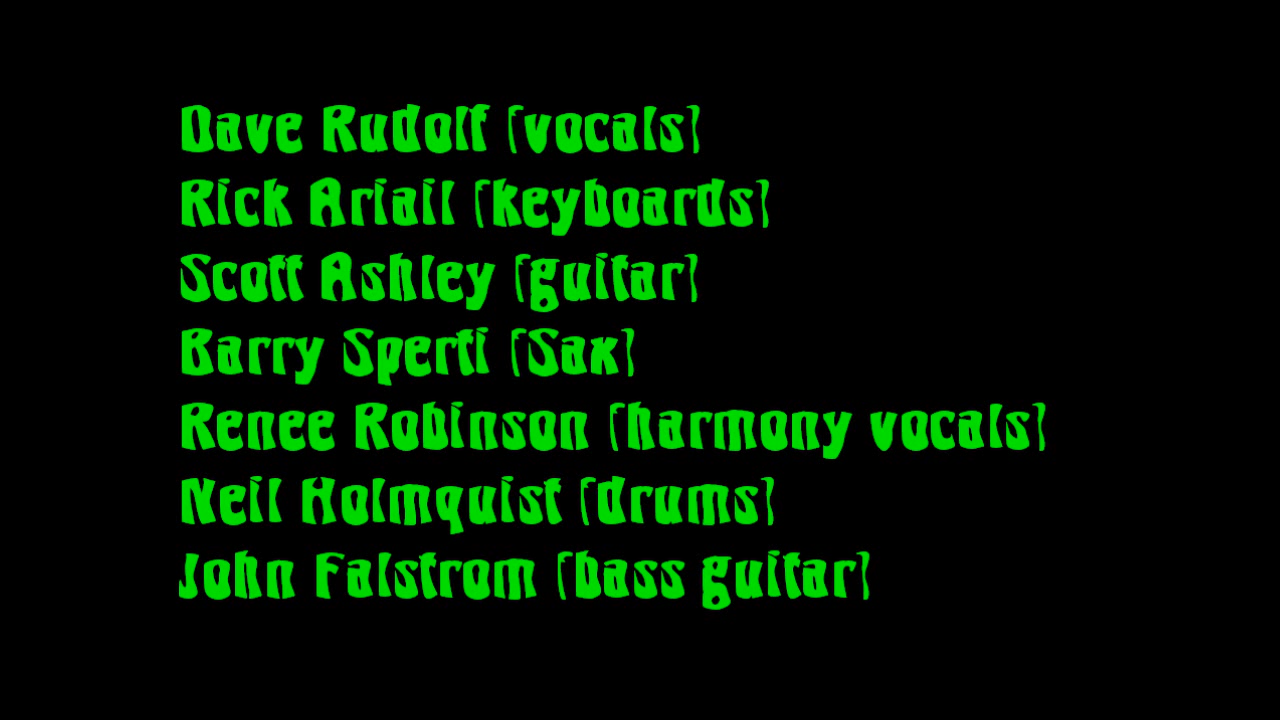 Dave Rudolf (vocals)
Rick Ariail (keyboards)
Scott Ashley (guitar)
Barry Sperti (Sax)
Renee Robinson (harmony vocals)
Neil Holmquist (drums)
John Falstrom (bass guitar)